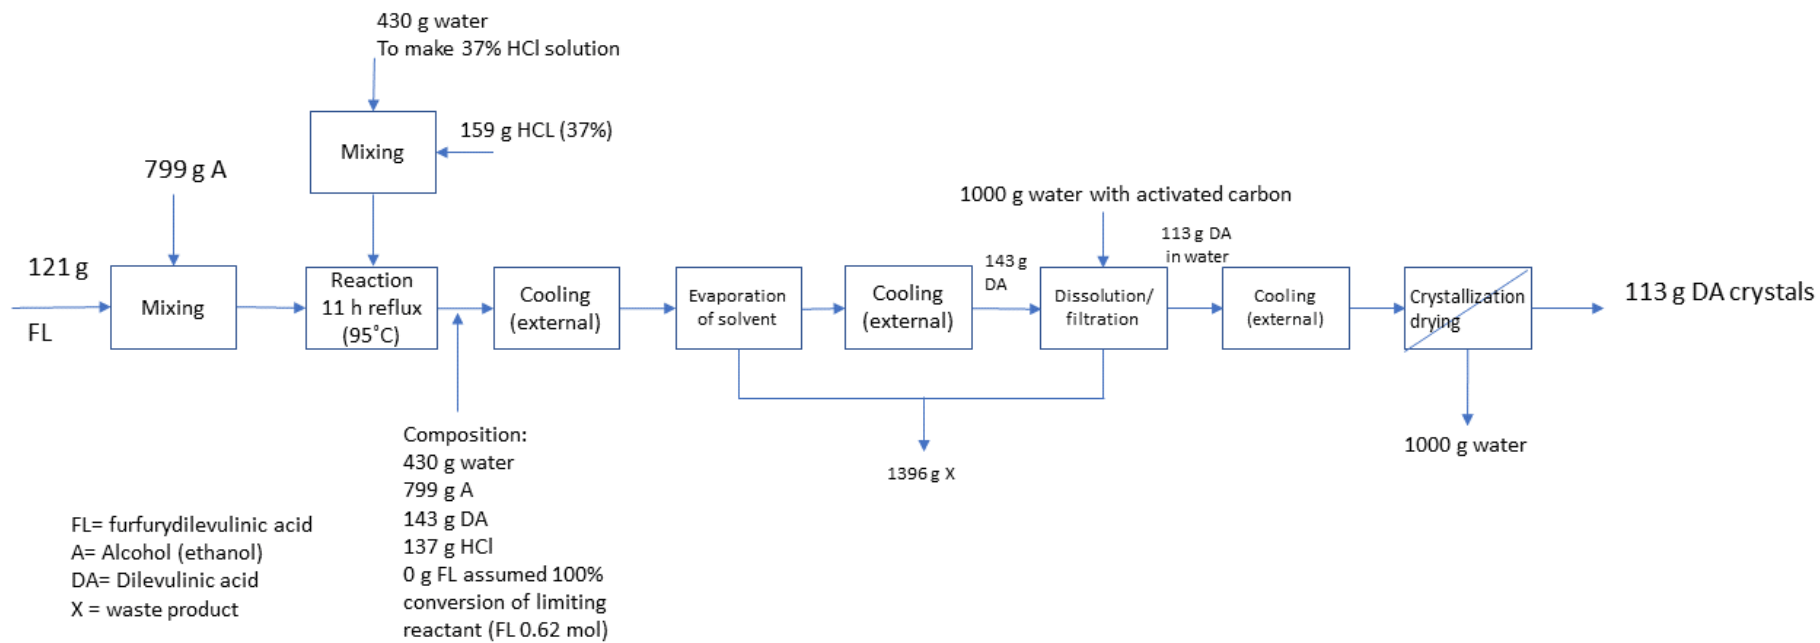 430 g water
To make 37% HCl solution
Mixing
159 g HCL (37%)
799 g A
1000 g water with activated carbon
121 g
FL
Mixing
Reaction
11 h reflux
(95˚C)
Cooling
(external)
Evaporation
of solvent
Cooling
(external)
143 g
DA
Dissolution/
filtration
113 g DA
in water
Cooling
(external)
Crystallization
drying
113 g DA crystals
1000 g water
1396 g X
Composition:
430 g water
799 g A
143 g DA
137 g HCl
0 g FL assumed 100%
conversion of limiting
reactant (FL 0.62 mol)
FL= furfurydilevulinic acid
A= Alcohol (ethanol)
DA= Dilevulinic acid
X = waste product